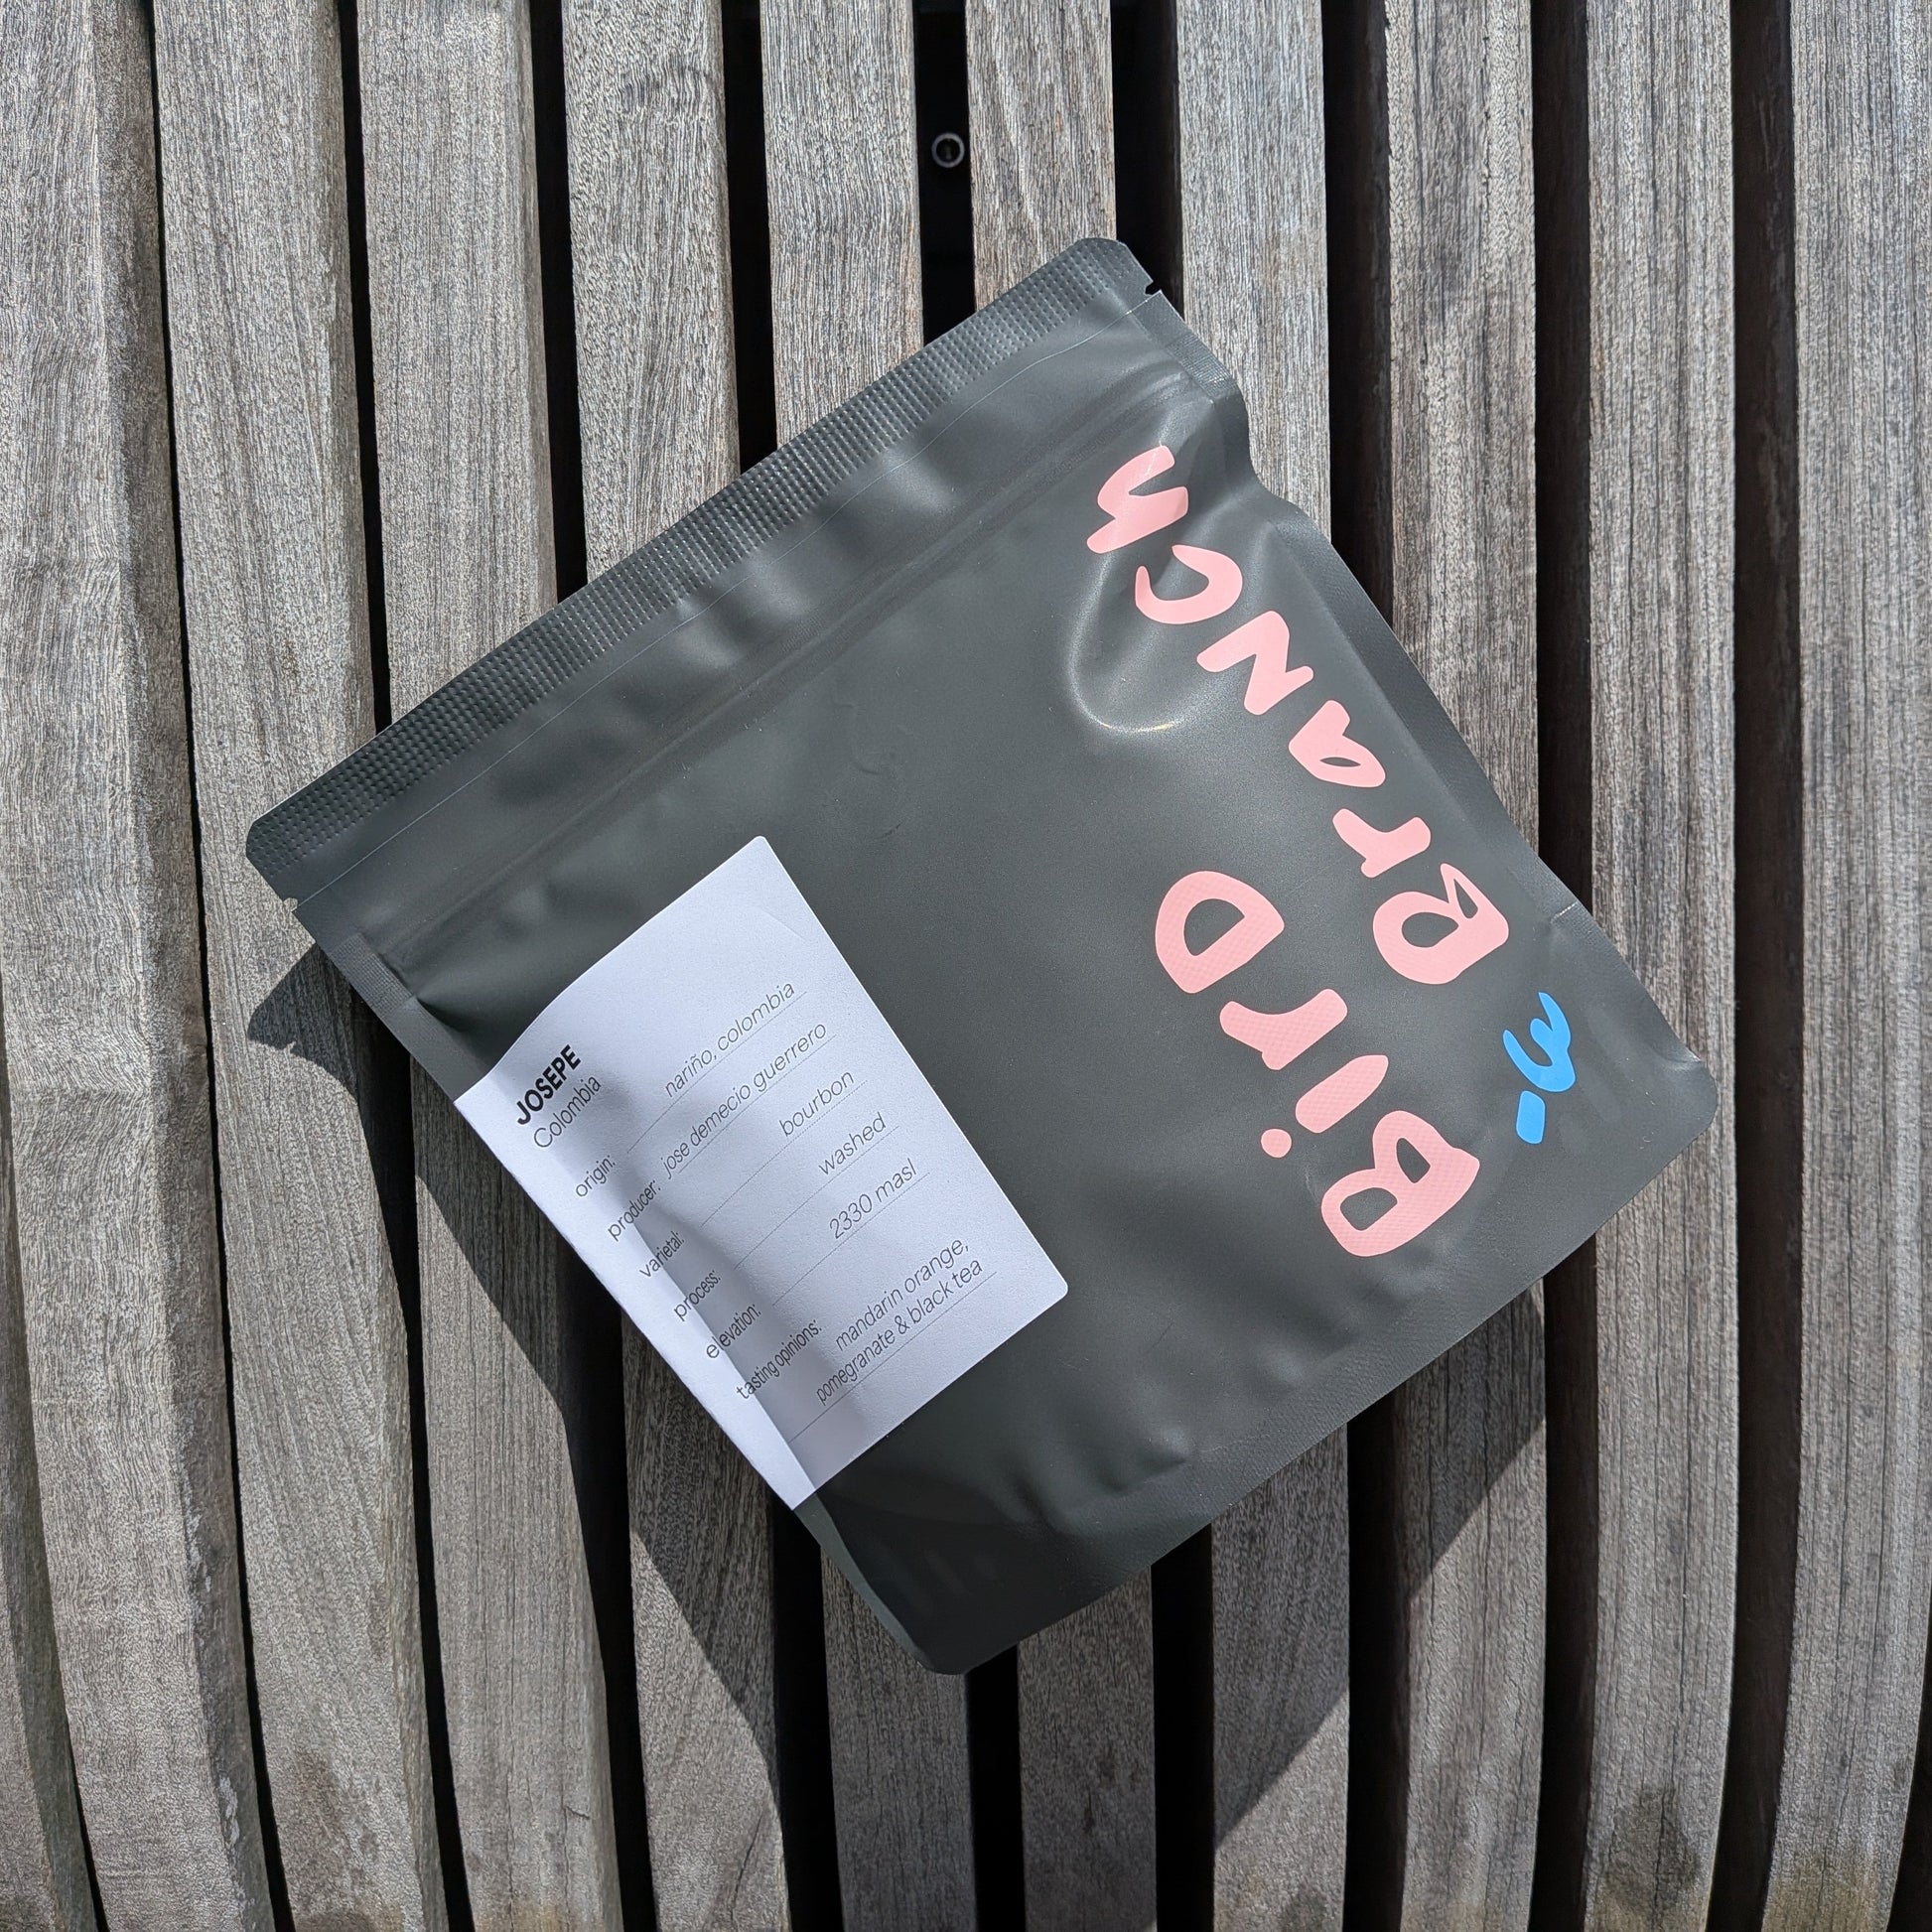 Bird
Branch
JOSEPE
Colombia
origin: nariño, colombia
producer: jose demecio guerrero
varietal: bourbon
process: washed
elevation: 2330 masl
tasting opinions: mandarin orange,
pomegranate & black tea